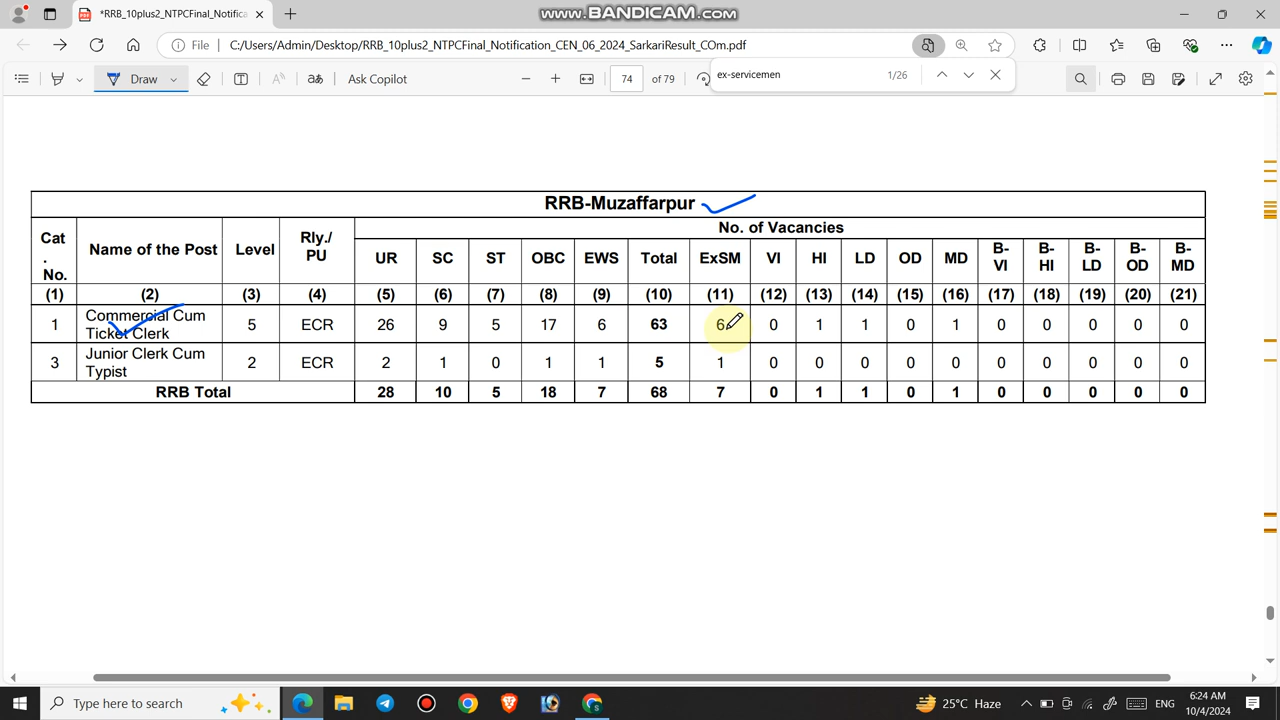 WWW.BANDICAM.COM
*RRB_10plus2_NTPCFinal_Notifica
File C:/Users/Admin/Desktop/RRB_10plus2_NTPCFinal_Notification_CEN_06_2024_SarkariResult_COm.pdf
Draw Ask Copilot 74 of 79 ex-servicemen 1/26
RRB-Muzaffarpur
Cat . No. Name of the Post Level Rly./ PU No. of Vacancies
UR SC ST OBC EWS Total ExSM VI HI LD OD MD B-VI B-HI B-LD B-OD B-MD
(1) (2) (3) (4) (5) (6) (7) (8) (9) (10) (11) (12) (13) (14) (15) (16) (17) (18) (19) (20) (21)
1 Commercial Cum Ticket Clerk 5 ECR 26 9 5 17 6 63 6 0 1 1 0 1 0 0 0 0 0
3 Junior Clerk Cum Typist 2 ECR 2 1 0 1 1 5 1 0 0 0 0 0 0 0 0 0 0
RRB Total 28 10 5 18 7 68 7 0 1 1 0 1 0 0 0 0 0
Type here to search 25°C Haze ENG 6:24 AM
10/4/2024